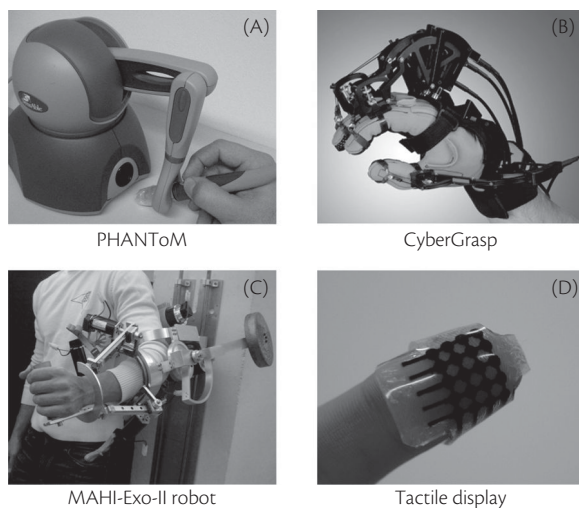 (A)
(B)
PHANToM
CyberGrasp
(C)
(D)
MAHI-Exo-II robot
Tactile display